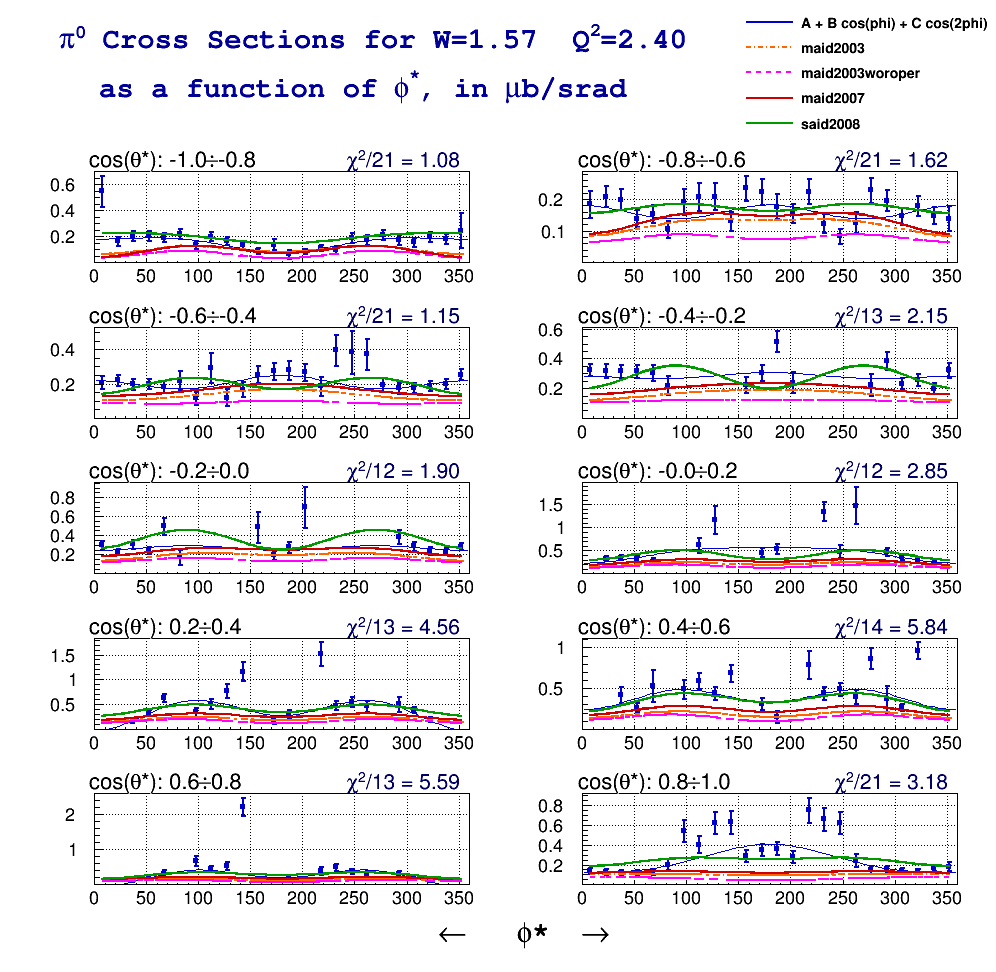 π⁰ Cross Sections for W=1.57 Q²=2.40
as a function of ϕ*, in μb/srad
A + B cos(phi) + C cos(2phi)
maid2003
maid2003woroper
maid2007
said2008
cos(θ*): -1.0÷-0.8 χ²/21 = 1.08
0.6
0.4
0.2
0 50 100 150 200 250 300 350
cos(θ*): -0.8÷-0.6 χ²/21 = 1.62
0.2
0.1
0 50 100 150 200 250 300 350
cos(θ*): -0.6÷-0.4 χ²/21 = 1.15
0.4
0.2
0 50 100 150 200 250 300 350
cos(θ*): -0.4÷-0.2 χ²/13 = 2.15
0.6
0.4
0.2
0 50 100 150 200 250 300 350
cos(θ*): -0.2÷0.0 χ²/12 = 1.90
0.8
0.6
0.4
0.2
0 50 100 150 200 250 300 350
cos(θ*): -0.0÷0.2 χ²/12 = 2.85
1.5
1
0.5
0 50 100 150 200 250 300 350
cos(θ*): 0.2÷0.4 χ²/13 = 4.56
1.5
1
0.5
0 50 100 150 200 250 300 350
cos(θ*): 0.4÷0.6 χ²/14 = 5.84
1
0.5
0 50 100 150 200 250 300 350
cos(θ*): 0.6÷0.8 χ²/13 = 5.59
2
1
0 50 100 150 200 250 300 350
cos(θ*): 0.8÷1.0 χ²/21 = 3.18
0.8
0.6
0.4
0.2
0 50 100 150 200 250 300 350
← ϕ* →